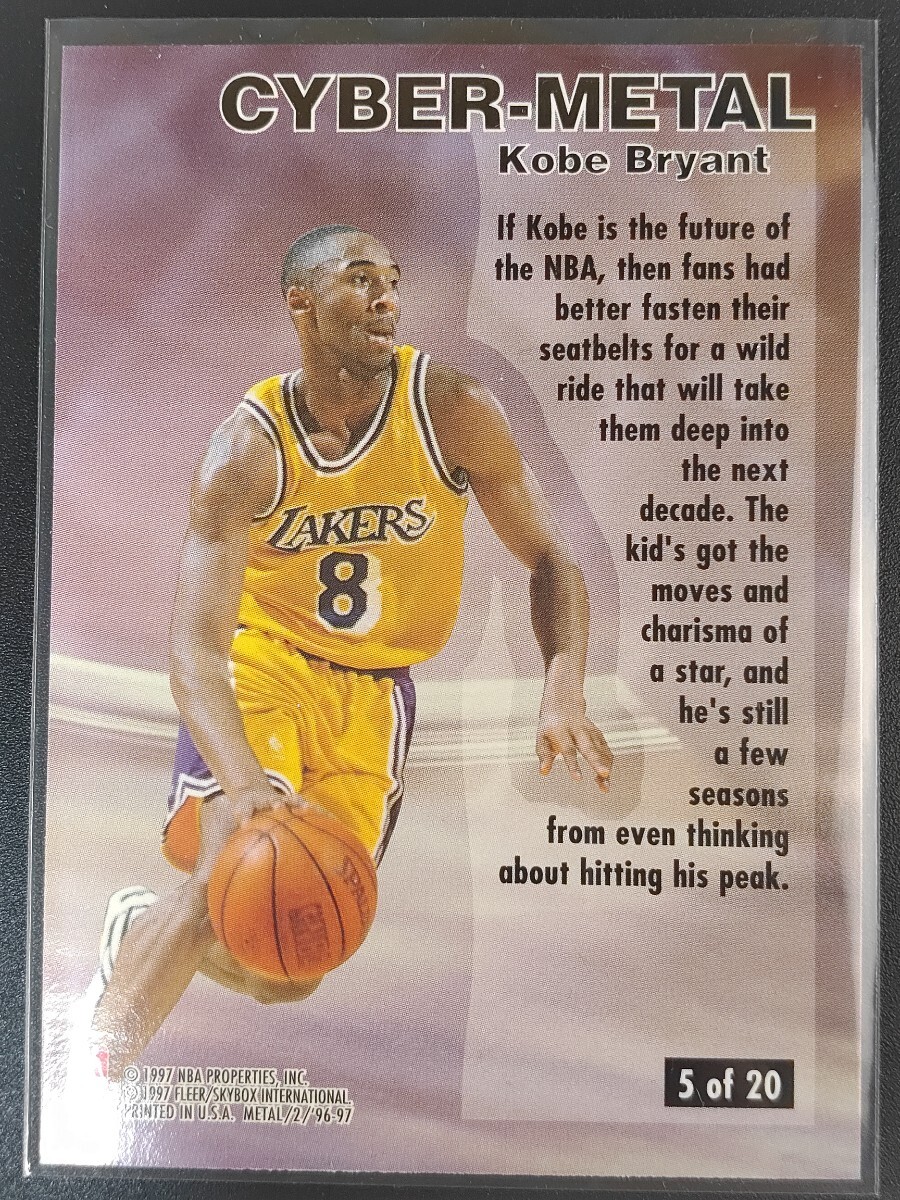 CYBER-METAL
Kobe Bryant
If Kobe is the future of
the NBA, then fans had
better fasten their
seatbelts for a wild
ride that will take
them deep into
the next
decade. The
kid's got the
moves and
charisma of
a star, and
he's still
a few
seasons
from even thinking
about hitting his peak.
LAKERS
8
SPALDING
© 1997 NBA PROPERTIES, INC.
© 1997 FLEER/SKYBOX INTERNATIONAL.
PRINTED IN U.S.A. METAL/2/'96-97
5 of 20